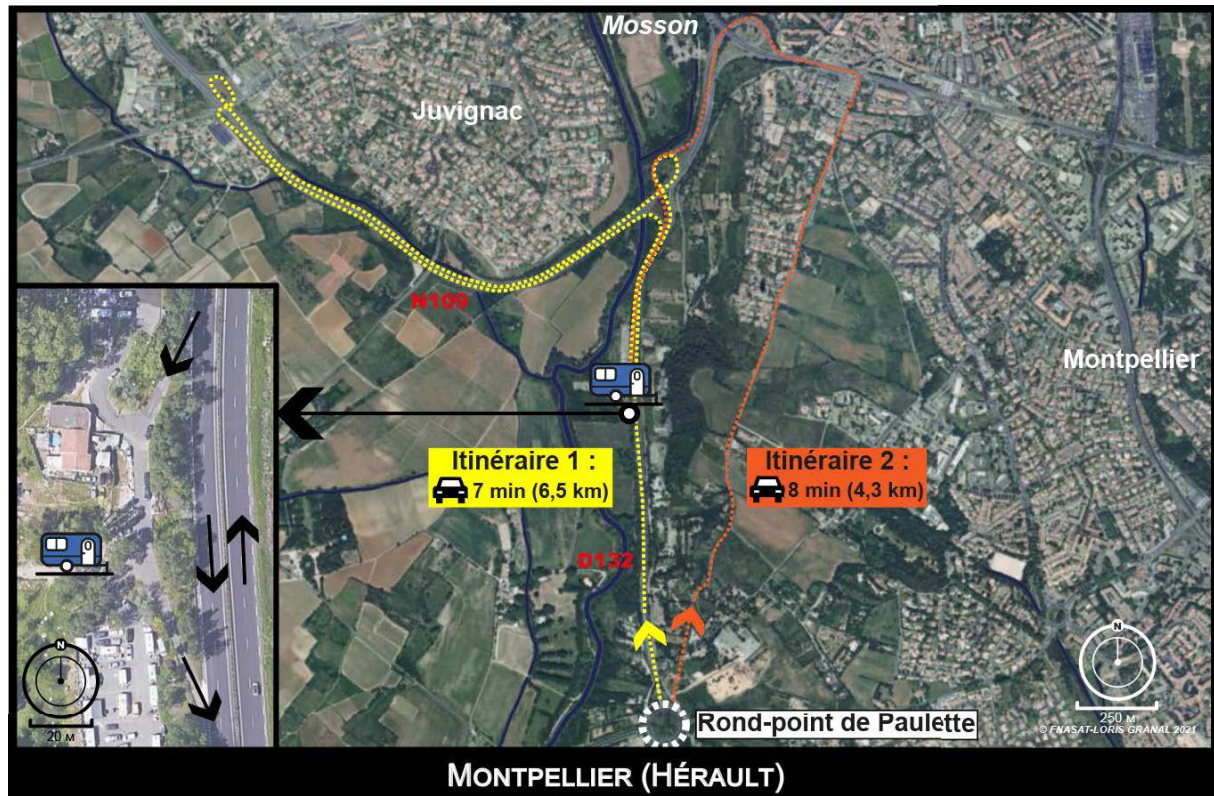 Mosson
Juvignac
N109
Montpellier
Itinéraire 1 :
7 min (6,5 km)
Itinéraire 2 :
8 min (4,3 km)
D132
N
20 M
Rond-point de Paulette
N
250 M
© FNASAT-LORIS GRANAL 2021
MONTPELLIER (HÉRAULT)